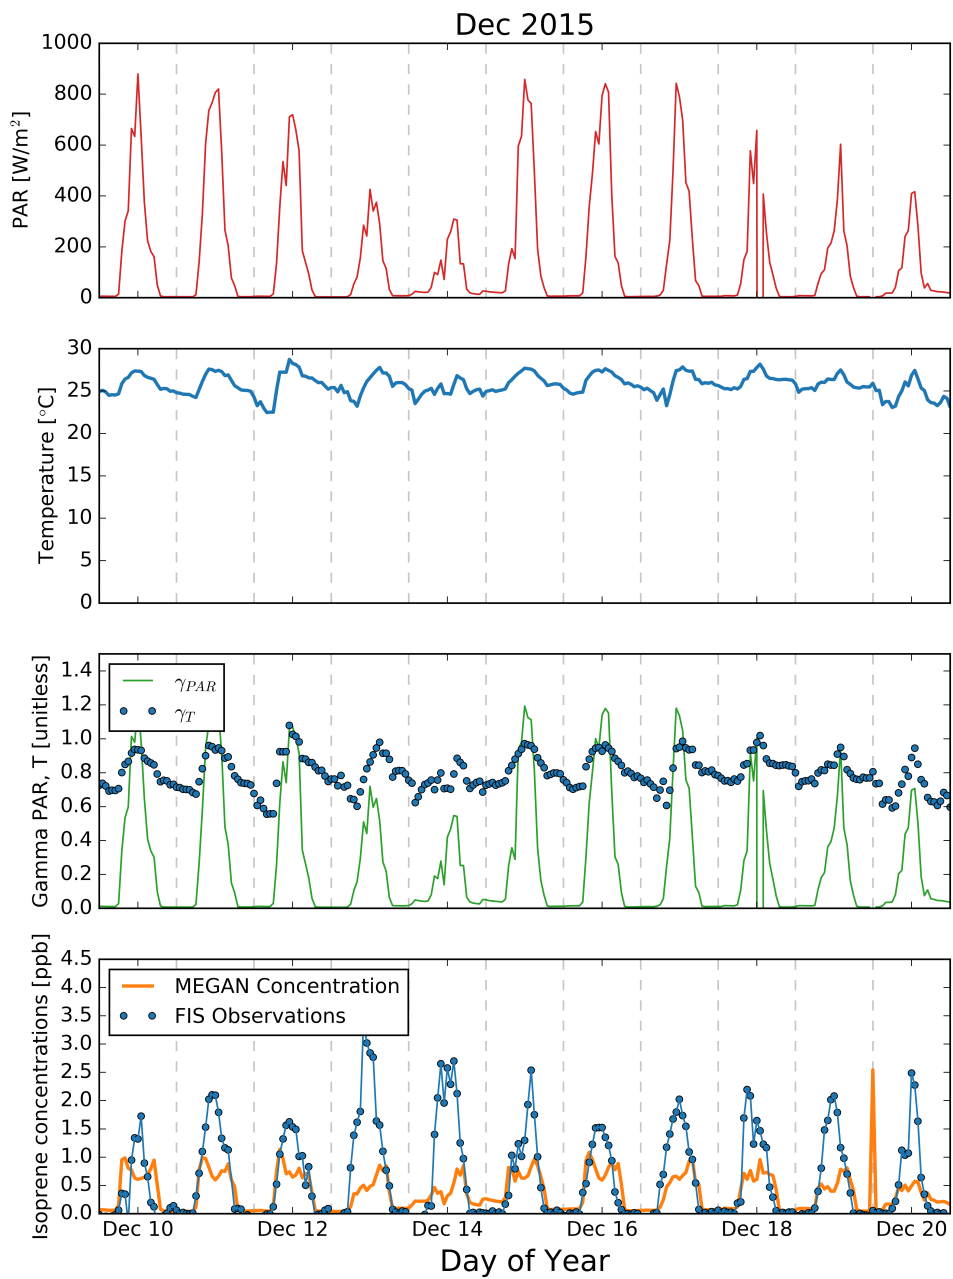 Dec 2015
PAR [W/m²]
1000
800
600
400
200
0
Temperature [°C]
30
25
20
15
10
5
0
Gamma PAR, T [unitless]
1.4
1.2
1.0
0.8
0.6
0.4
0.2
0.0
γPAR
γT
Isoprene concentrations [ppb]
4.5
4.0
3.5
3.0
2.5
2.0
1.5
1.0
0.5
0.0
MEGAN Concentration
FIS Observations
Dec 10 Dec 12 Dec 14 Dec 16 Dec 18 Dec 20
Day of Year